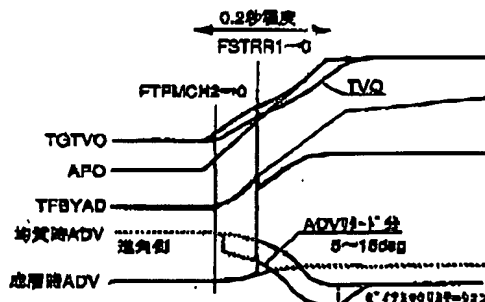 0.2秒程度
FSTRR1→0
FTPMCH2→0
TVO
TGTVO
APO
TFBYAD
均質時ADV
進角側
ADVリタード分
5〜15deg
成層時ADV